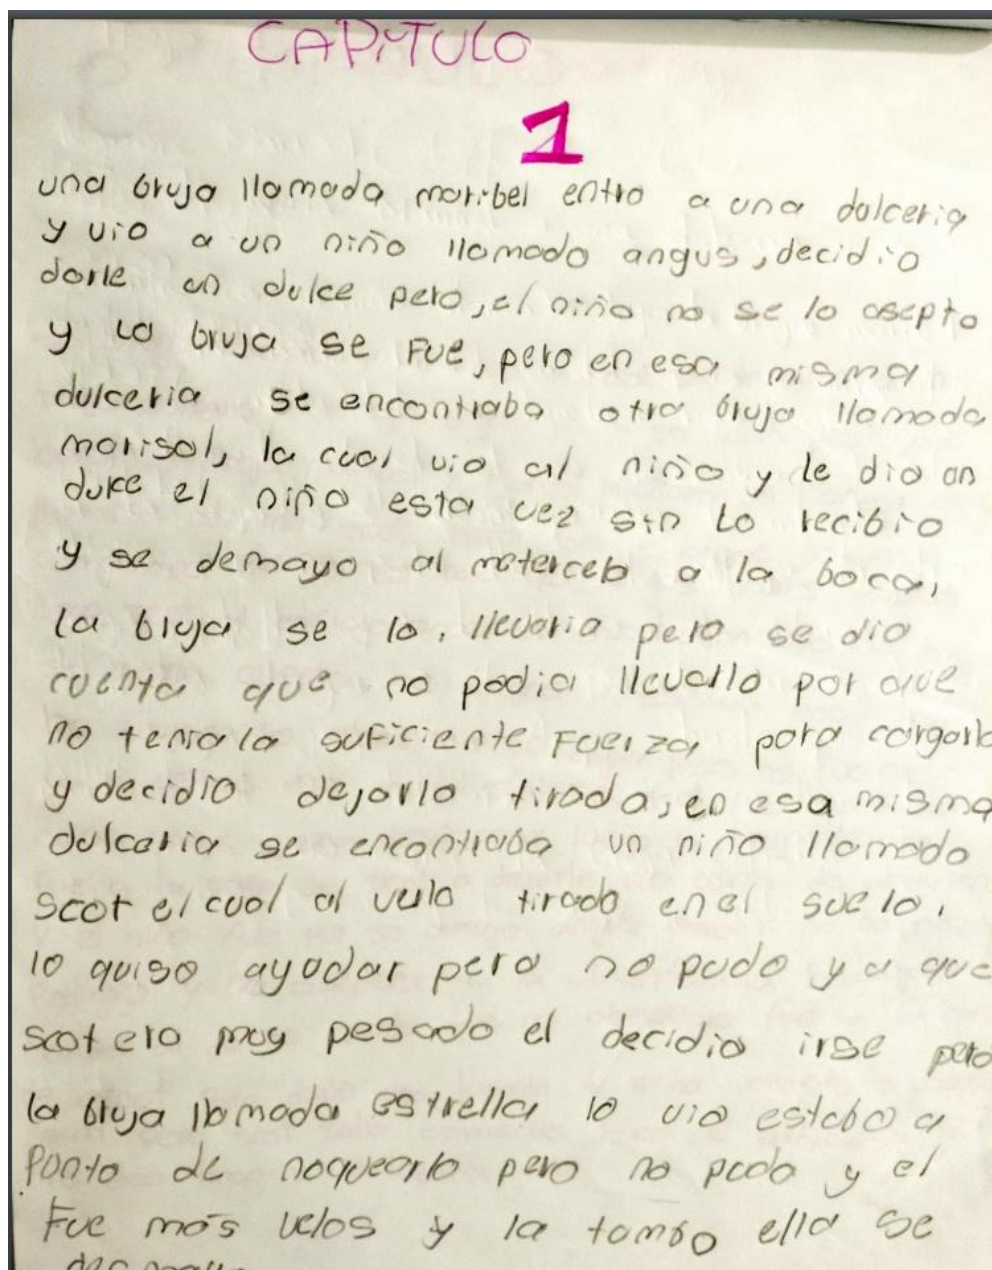 CAPiTULO
1
una bruja llamada maribel entro a una dolceria
y vio a un niño llamado angus, decidio
darle un dulce pero, el niño no se lo asepto
y La bruja se Fue, pero en esa misma
dulceria se encontraba otra bruja llamada
marisol, la cual vio al niño y le dio un
dulce el niño esta vez sin Lo recibio
y se demayo al metercelo a la boca,
la bruja se lo, llevaria pero se dio
cuenta que no podia llevallo por que
no tenia la suficiente Fuerza para cargarlo
y decidio dejarlo tirado, en esa misma
dulceria se encontraba un niño llamado
scot el cual al verlo tirado en el suelo,
lo quiso ayudar pero no pudo ya que
scot era muy pesado el decidio irse pero
la bruja llamada estrella lo vio estabo a
Punto de noquearlo pero no pudo y el
Fue más velos y la tambo ella se